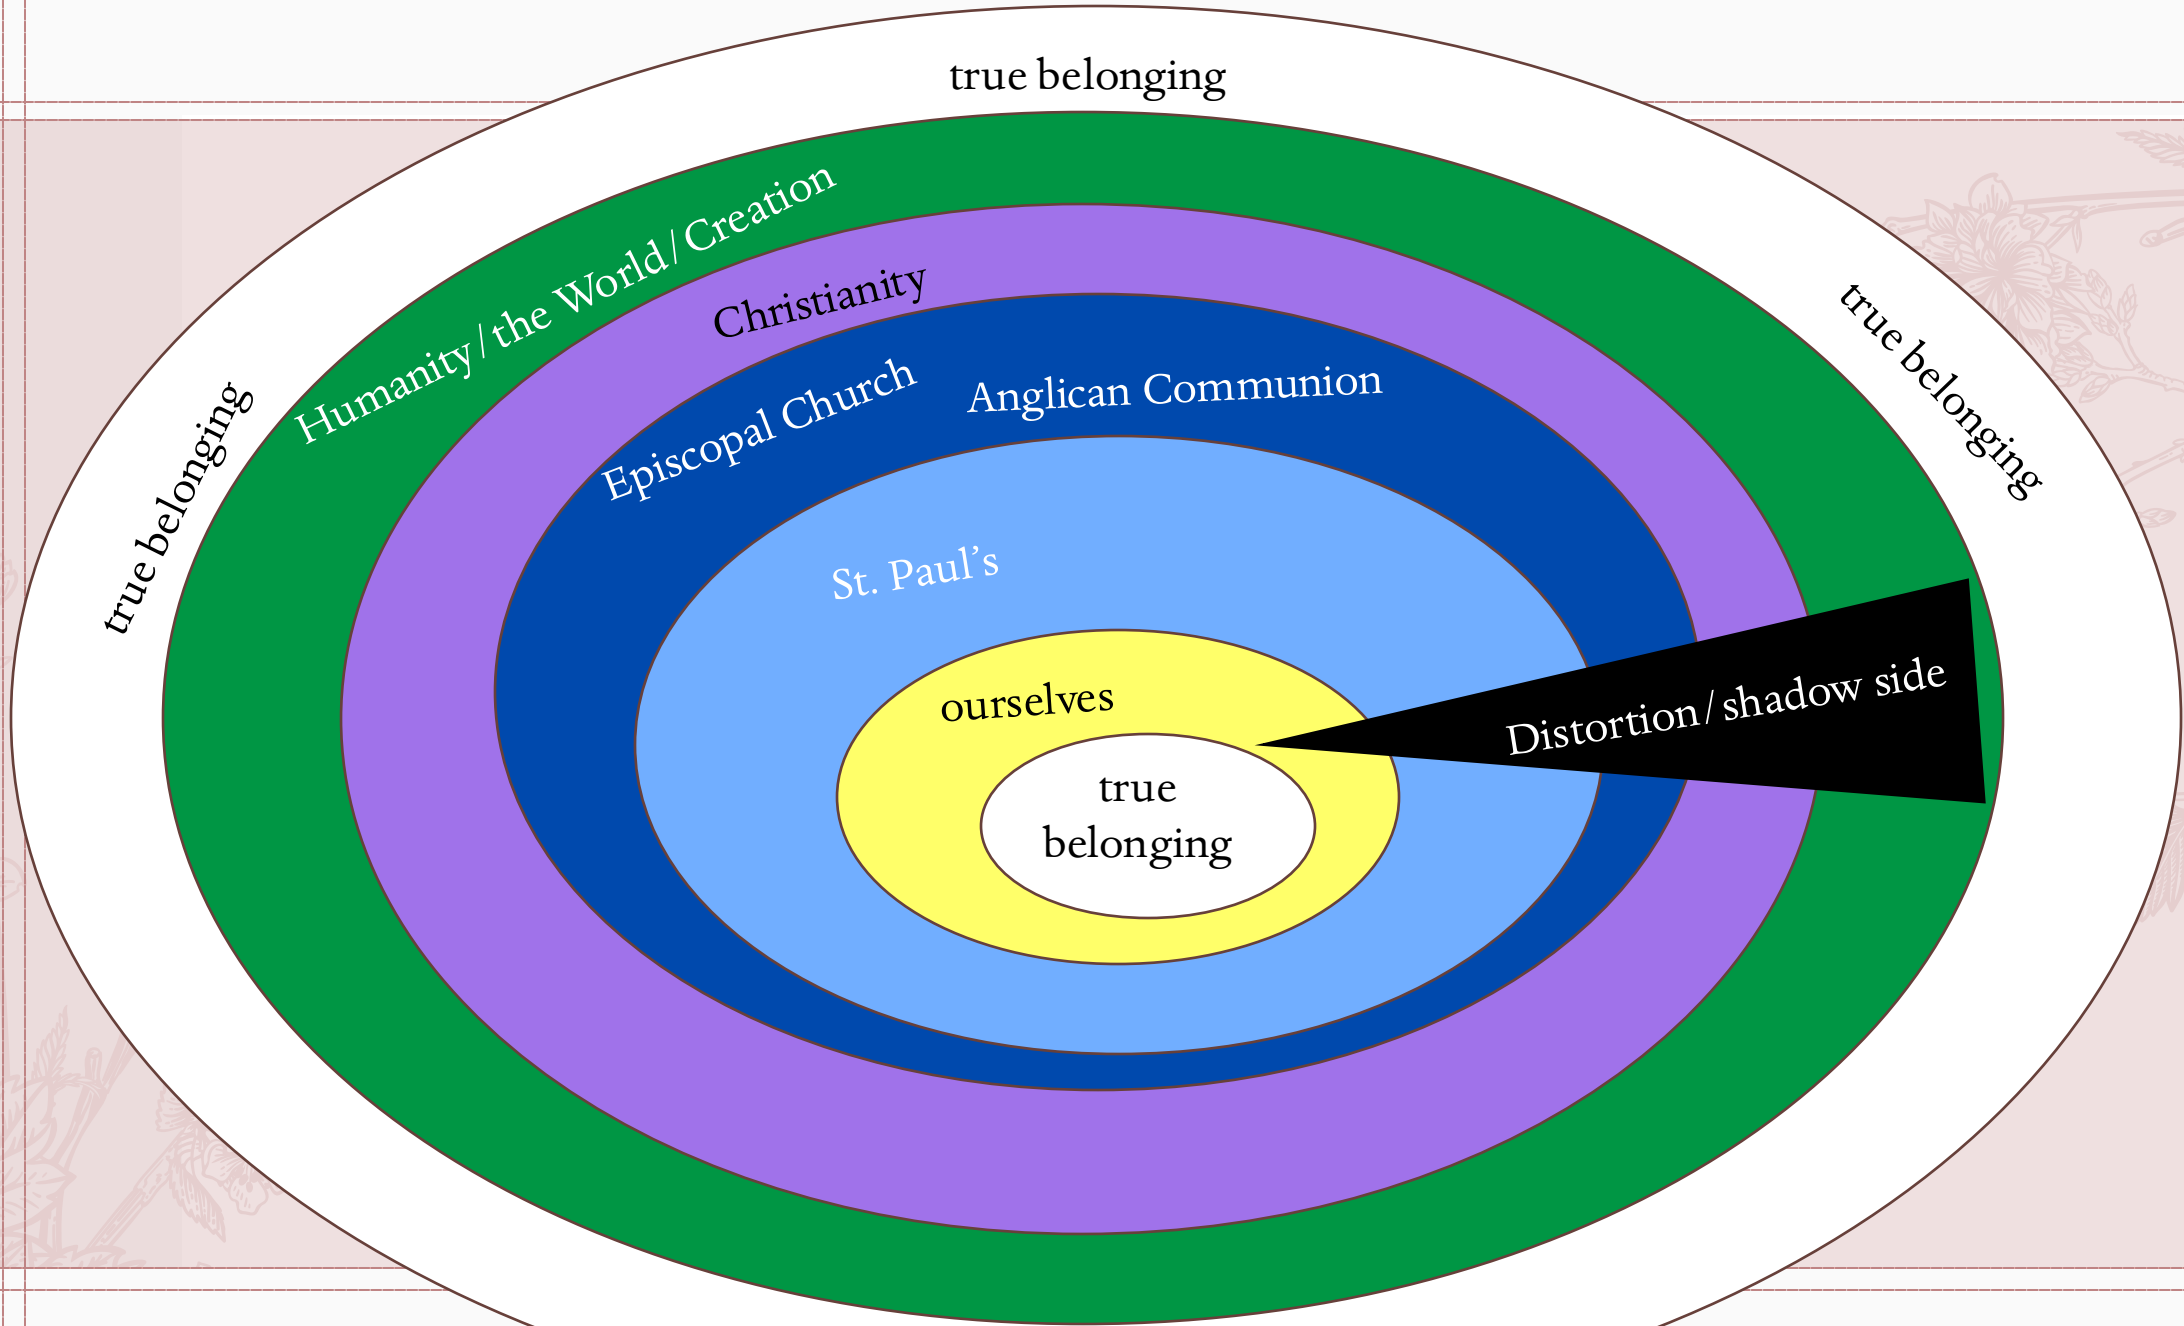 true belonging
Humanity/the World/Creation
Christianity
true belonging
true belonging
Episcopal Church
Anglican Communion
St. Paul’s
ourselves
Distortion/shadow side
true
belonging